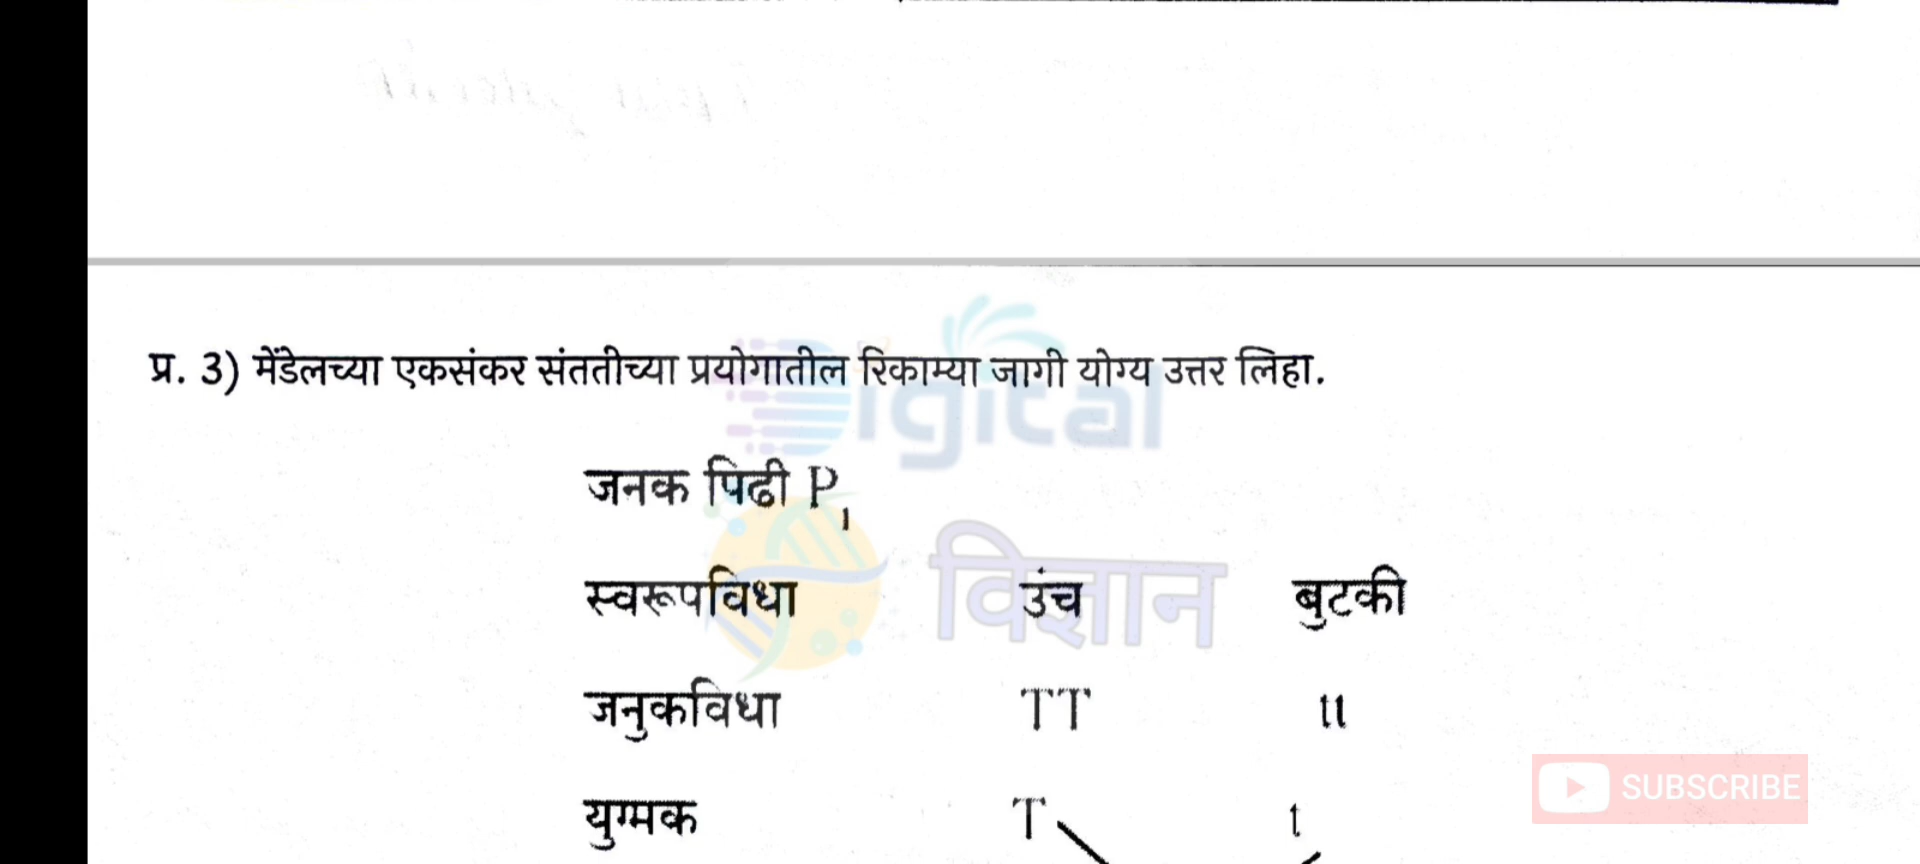 प्र. 3) मेंडेलच्या एकसंकर संततीच्या प्रयोगातील रिकाम्या जागी योग्य उत्तर लिहा.
Digital
जनक पिढी P1
विज्ञान
स्वरूपविधा उंच बुटकी
जनुकविधा TT tt
SUBSCRIBE
युग्मक T t